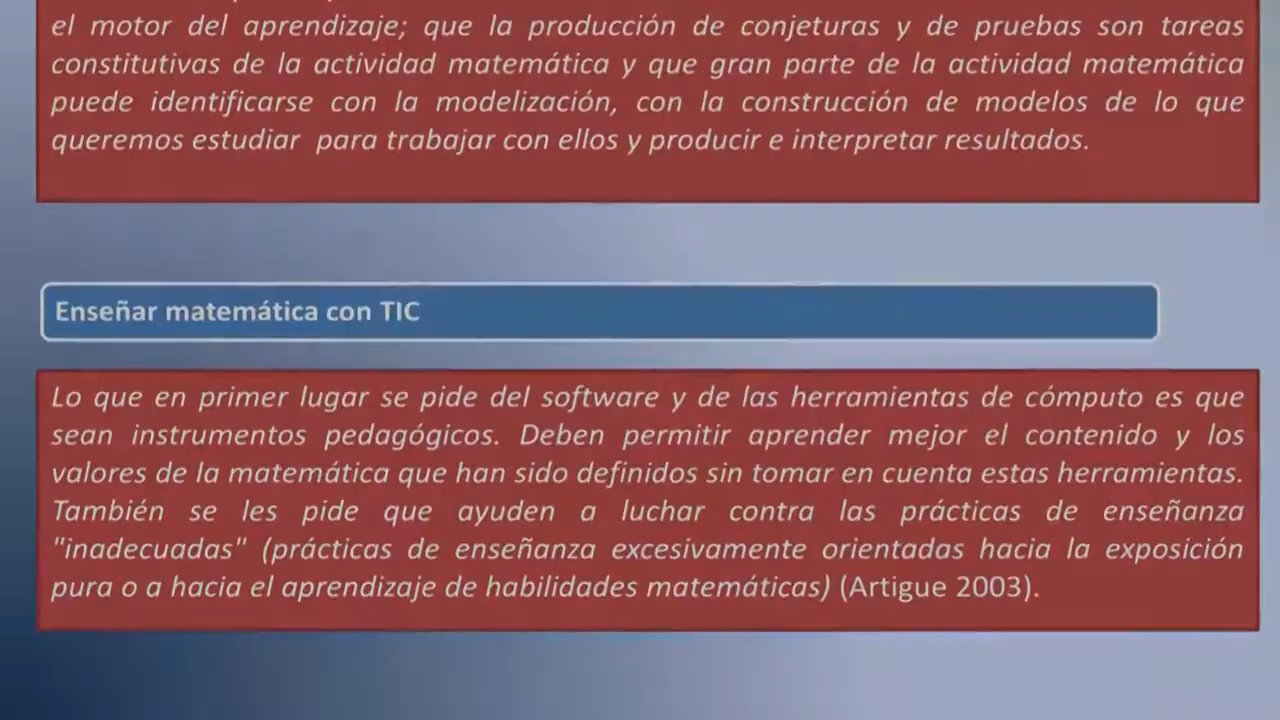 el motor del aprendizaje; que la producción de conjeturas y de pruebas son tareas
constitutivas de la actividad matemática y que gran parte de la actividad matemática
puede identificarse con la modelización, con la construcción de modelos de lo que
queremos estudiar para trabajar con ellos y producir e interpretar resultados.
Enseñar matemática con TIC
Lo que en primer lugar se pide del software y de las herramientas de cómputo es que
sean instrumentos pedagógicos. Deben permitir aprender mejor el contenido y los
valores de la matemática que han sido definidos sin tomar en cuenta estas herramientas.
También se les pide que ayuden a luchar contra las prácticas de enseñanza
"inadecuadas" (prácticas de enseñanza excesivamente orientadas hacia la exposición
pura o a hacia el aprendizaje de habilidades matemáticas) (Artigue 2003).